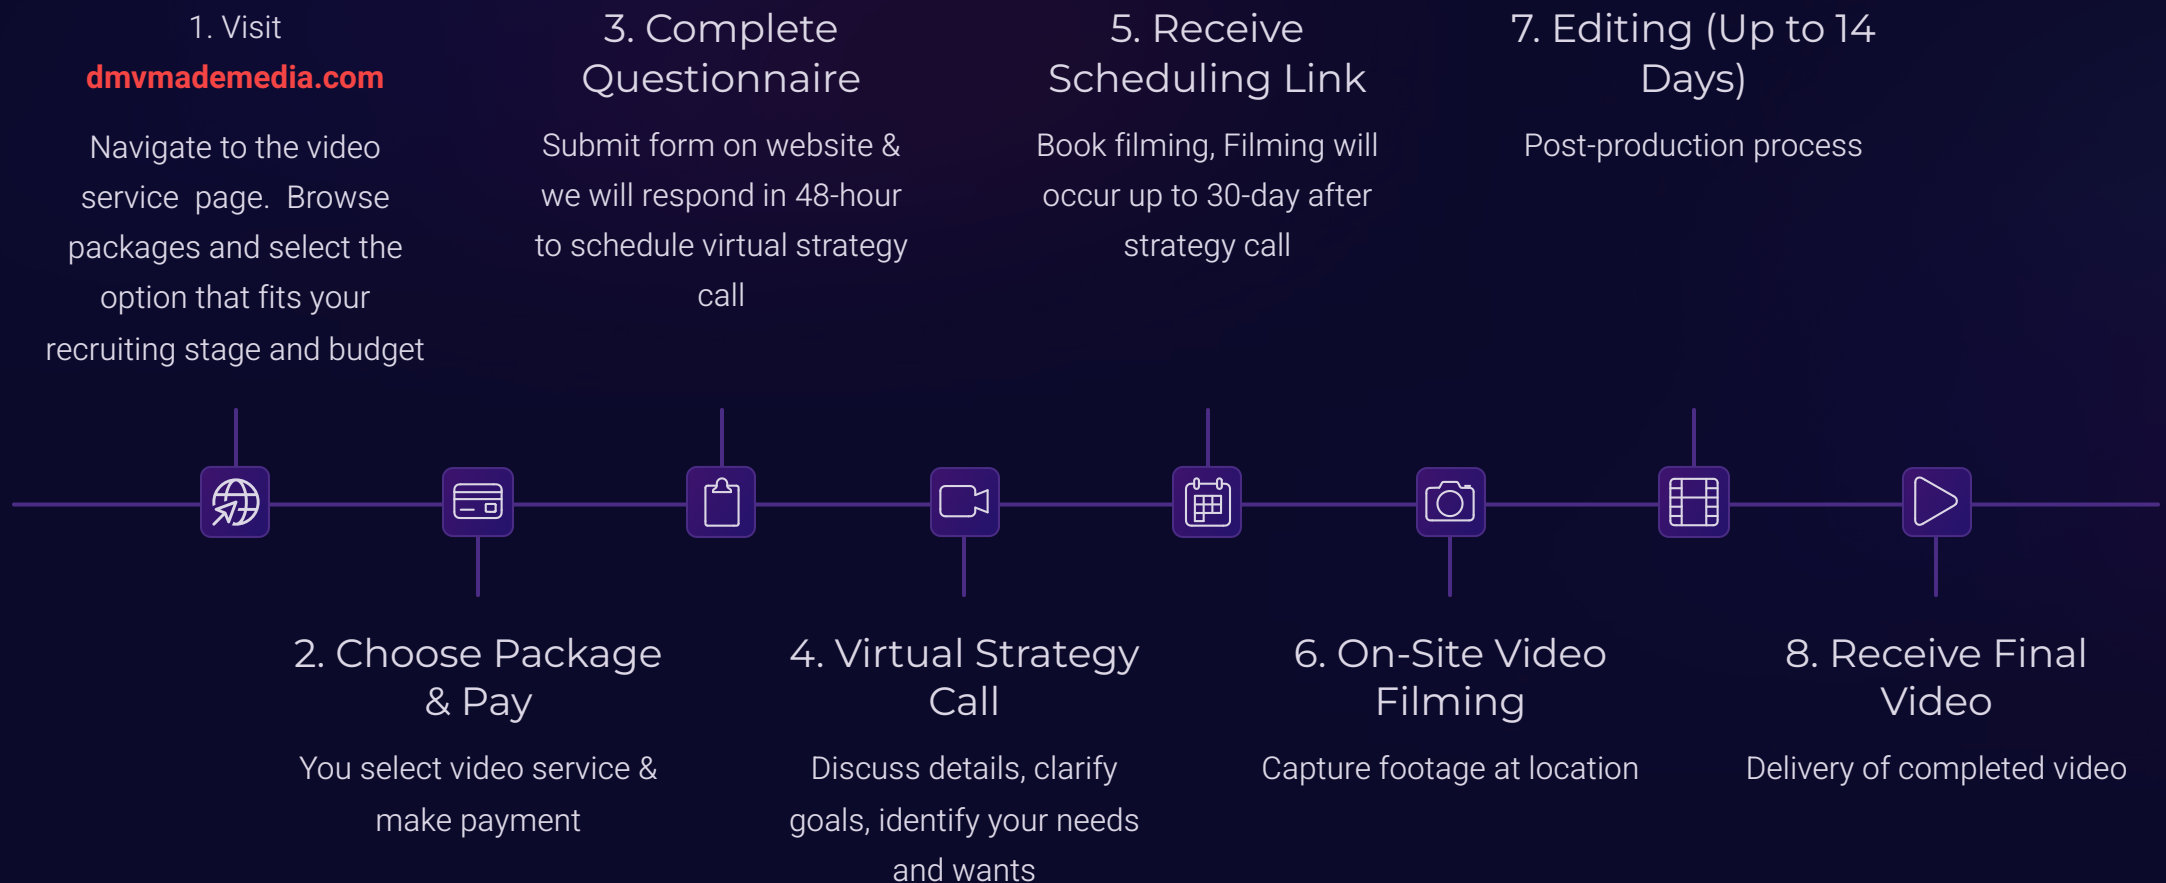 1. Visit
dmvmademedia.com
Navigate to the video
service  page.  Browse
packages and select the
option that fits your
recruiting stage and budget
2. Choose Package
& Pay
You select video service &
make payment
3. Complete
Questionnaire
Submit form on website &
we will respond in 48-hour
to schedule virtual strategy
call
4. Virtual Strategy
Call
Discuss details, clarify
goals, identify your needs
and wants
5. Receive
Scheduling Link
Book filming, Filming will
occur up to 30-day after
strategy call
6. On-Site Video
Filming
Capture footage at location
7. Editing (Up to 14
Days)
Post-production process
8. Receive Final
Video
Delivery of completed video